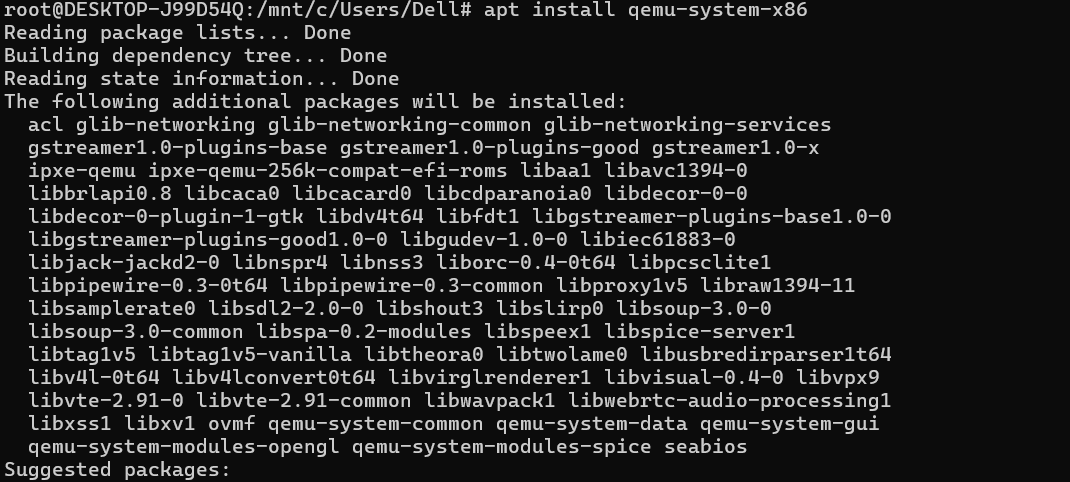 root@DESKTOP-J99D54Q:/mnt/c/Users/Dell# apt install qemu-system-x86
Reading package lists... Done
Building dependency tree... Done
Reading state information... Done
The following additional packages will be installed:
  acl glib-networking glib-networking-common glib-networking-services
  gstreamer1.0-plugins-base gstreamer1.0-plugins-good gstreamer1.0-x
  ipxe-qemu ipxe-qemu-256k-compat-efi-roms libaa1 libavc1394-0
  libbrlapi0.8 libcaca0 libcacard0 libcdparanoia0 libdecor-0-0
  libdecor-0-plugin-1-gtk libdv4t64 libfdt1 libgstreamer-plugins-base1.0-0
  libgstreamer-plugins-good1.0-0 libgudev-1.0-0 libiec61883-0
  libjack-jackd2-0 libnspr4 libnss3 liborc-0.4-0t64 libpcsclite1
  libpipewire-0.3-0t64 libpipewire-0.3-common libproxy1v5 libraw1394-11
  libsamplerate0 libsdl2-2.0-0 libshout3 libslirp0 libsoup-3.0-0
  libsoup-3.0-common libspa-0.2-modules libspeex1 libspice-server1
  libtag1v5 libtag1v5-vanilla libtheora0 libtwolame0 libusbredirparser1t64
  libv4l-0t64 libv4lconvert0t64 libvirglrenderer1 libvisual-0.4-0 libvpx9
  libvte-2.91-0 libvte-2.91-common libwavpack1 libwebrtc-audio-processing1
  libxss1 libxv1 ovmf qemu-system-common qemu-system-data qemu-system-gui
  qemu-system-modules-opengl qemu-system-modules-spice seabios
Suggested packages: